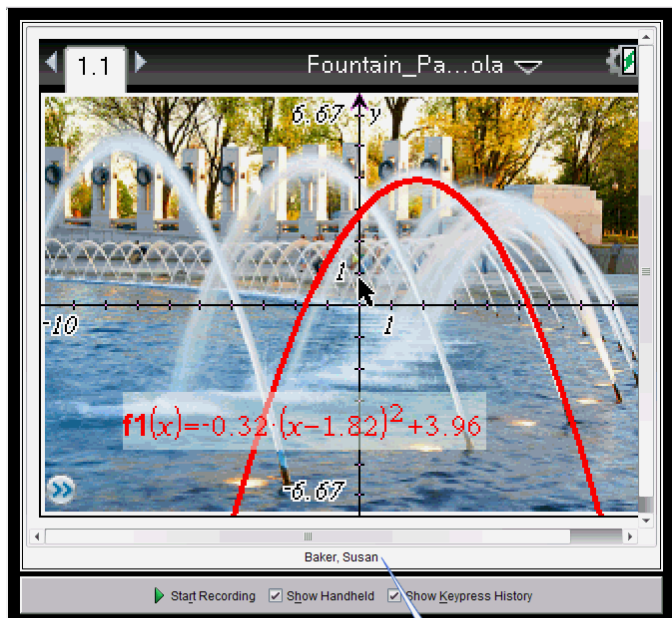 1.1 Fountain_Pa...ola
6.67 y
1
-10 1
f1(x)=-0.32·(x-1.82)²+3.96
-6.67
Baker, Susan
Start Recording Show Handheld Show Keypress History